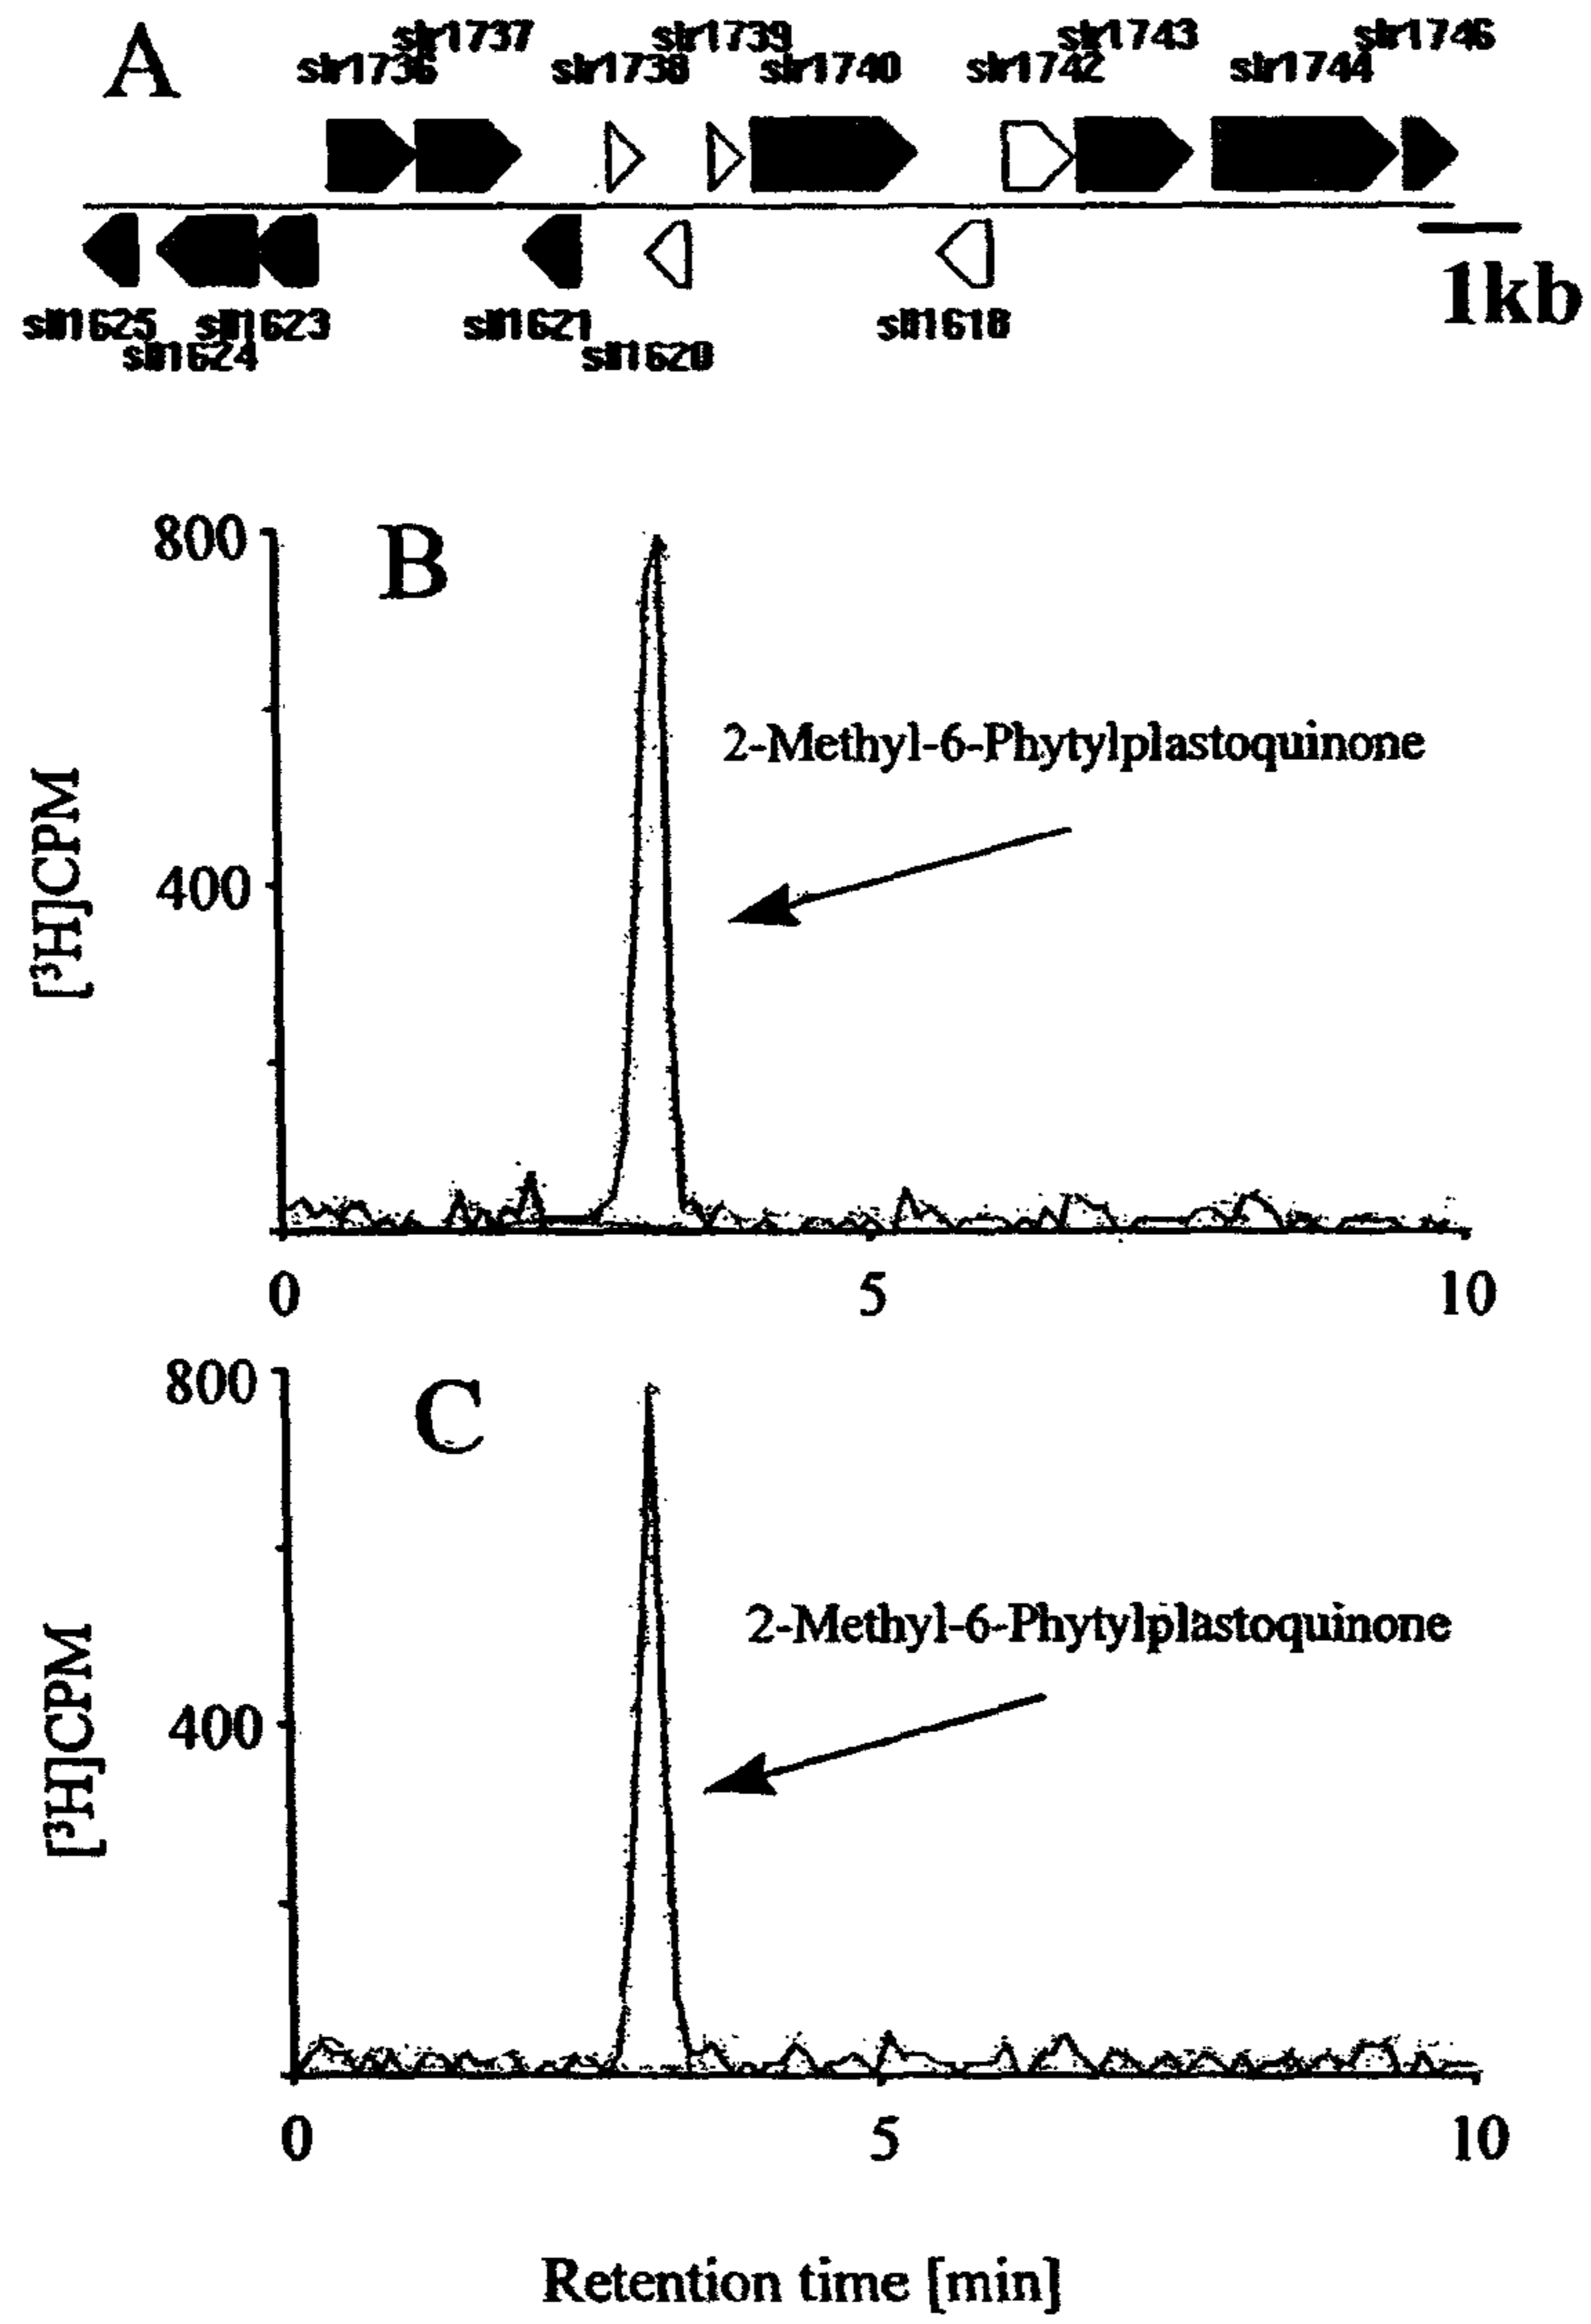 A
slr1737 slr1739 slr1743 slr1746
slr1736 slr1738 slr1740 slr1742 slr1744
1kb
sll1625 sll1623 sll1621 sll1618
sll1624 sll1620
800
B
2-Methyl-6-Phytylplastoquinone
[³H]CPM
400
0 5 10
800
C
2-Methyl-6-Phytylplastoquinone
[³H]CPM
400
0 5 10
Retention time [min]